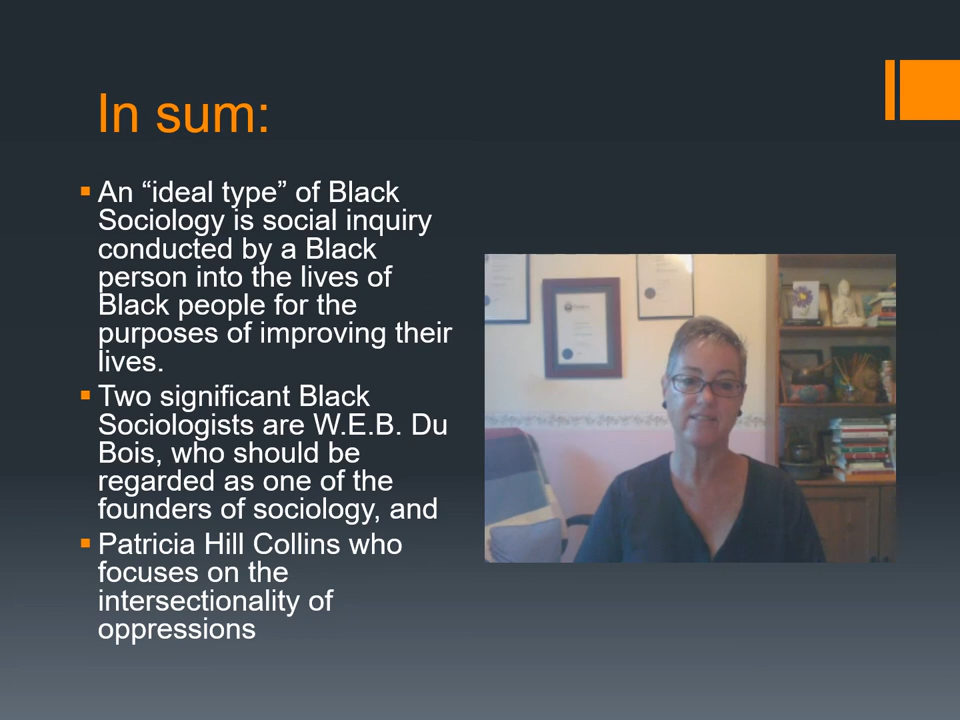 In sum:
An “ideal type” of Black
Sociology is social inquiry
conducted by a Black
person into the lives of
Black people for the
purposes of improving their
lives.
Two significant Black
Sociologists are W.E.B. Du
Bois, who should be
regarded as one of the
founders of sociology, and
Patricia Hill Collins who
focuses on the
intersectionality of
oppressions